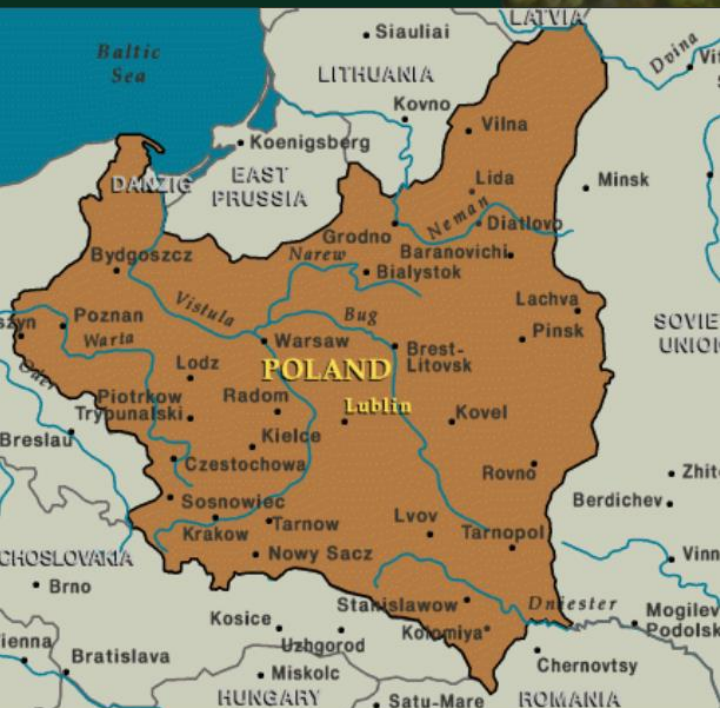 LATVIA
Siauliai
Baltic
Sea
Dvina
LITHUANIA
Kovno
Vilna
Koenigsberg
DANZIG
EAST
PRUSSIA
Lida
Minsk
Neman
Diatlovo
Grodno
Baranovichi
Narew
Bialystok
Bydgoszcz
Vistula
Lachva
Poznan
Bug
Pinsk
SOVIE
UNION
Warta
Warsaw
Brest-
Litovsk
Lodz
POLAND
Oder
Piotrkow
Trybunalski
Radom
Lublin
Kovel
Breslau
Kielce
Czestochowa
Rovno
Zhit
Sosnowiec
Berdichev
Krakow
Tarnow
Lvov
Tarnopol
CHOSLOVAKIA
Nowy Sacz
Vinn
Brno
Stanislawow
Dniester
Mogilev
Podolsk
Kosice
Kolomiya
Uzhgorod
ienna
Bratislava
Chernovtsy
Miskolc
HUNGARY
Satu-Mare
ROMANIA